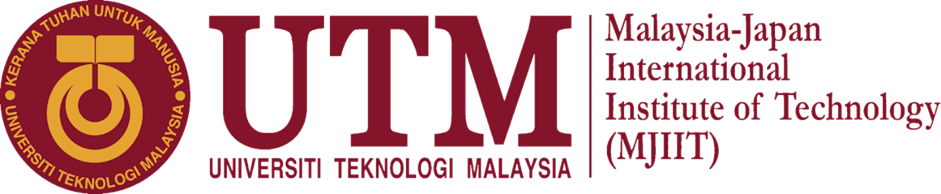 KERANA TUHAN UNTUK MANUSIA
UNIVERSITI TEKNOLOGI MALAYSIA
UTM
UNIVERSITI TEKNOLOGI MALAYSIA
Malaysia-Japan
International
Institute of Technology
(MJIIT)